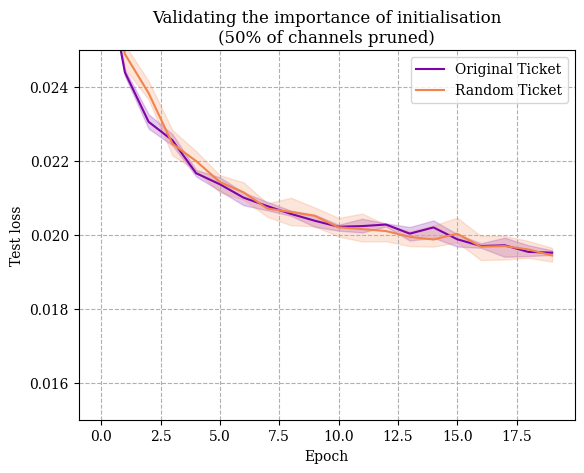 Validating the importance of initialisation
(50% of channels pruned)
Original Ticket
Random Ticket
0.024
0.022
0.020
0.018
0.016
Test loss
0.0 2.5 5.0 7.5 10.0 12.5 15.0 17.5
Epoch